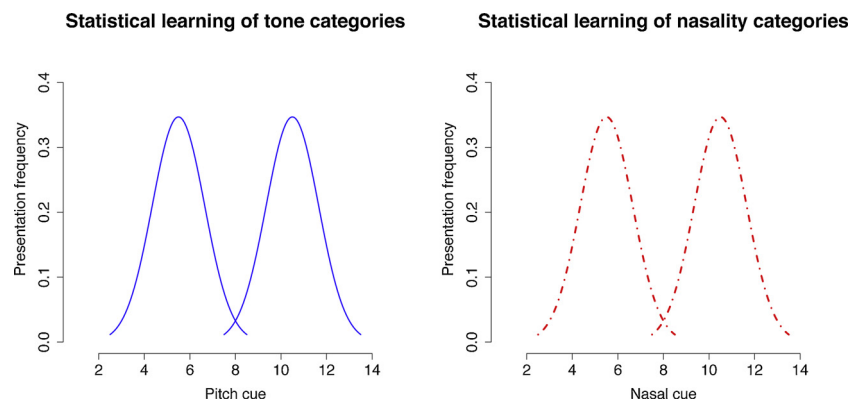 Statistical learning of tone categories
Presentation frequency
0.4
0.3
0.2
0.1
0.0
2 4 6 8 10 12 14
Pitch cue
Statistical learning of nasality categories
Presentation frequency
0.4
0.3
0.2
0.1
0.0
2 4 6 8 10 12 14
Nasal cue